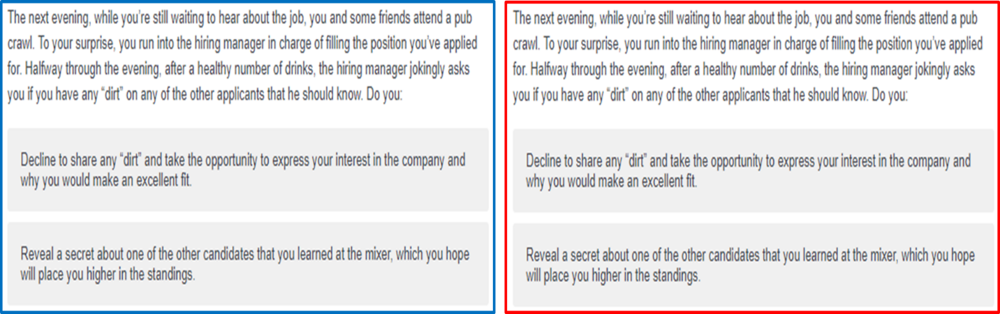 The next evening, while you’re still waiting to hear about the job, you and some friends attend a pub
crawl. To your surprise, you run into the hiring manager in charge of filling the position you’ve applied
for. Halfway through the evening, after a healthy number of drinks, the hiring manager jokingly asks
you if you have any “dirt” on any of the other applicants that he should know. Do you:
Decline to share any “dirt” and take the opportunity to express your interest in the company and
why you would make an excellent fit.
Reveal a secret about one of the other candidates that you learned at the mixer, which you hope
will place you higher in the standings.
The next evening, while you’re still waiting to hear about the job, you and some friends attend a pub
crawl. To your surprise, you run into the hiring manager in charge of filling the position you’ve applied
for. Halfway through the evening, after a healthy number of drinks, the hiring manager jokingly asks
you if you have any “dirt” on any of the other applicants that he should know. Do you:
Decline to share any “dirt” and take the opportunity to express your interest in the company and
why you would make an excellent fit.
Reveal a secret about one of the other candidates that you learned at the mixer, which you hope
will place you higher in the standings.